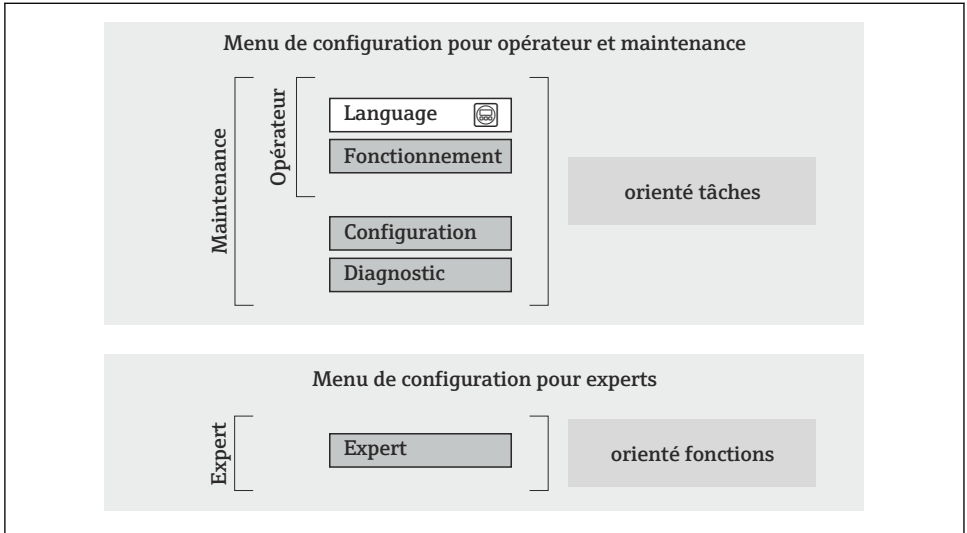 Menu de configuration pour opérateur et maintenance
Maintenance
Opérateur
Language
Fonctionnement
Configuration
Diagnostic
orienté tâches
Menu de configuration pour experts
Expert
Expert
orienté fonctions